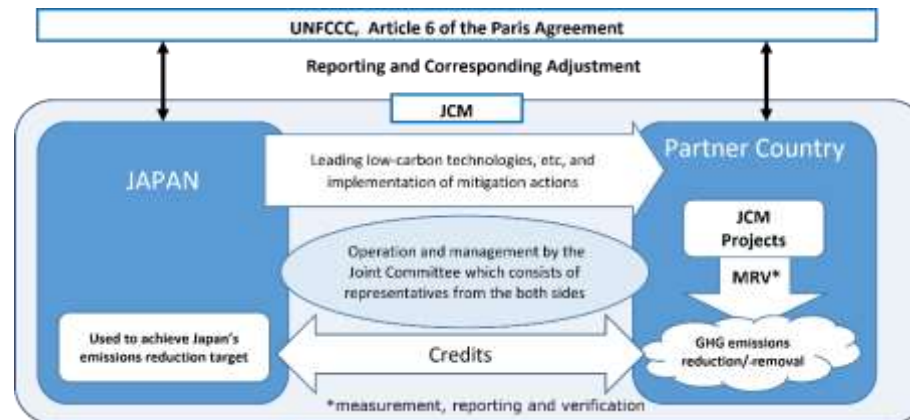 UNFCCC, Article 6 of the Paris Agreement
Reporting and Corresponding Adjustment
JCM
JAPAN
Leading low-carbon technologies, etc, and
implementation of mitigation actions
Partner Country
JCM
Projects
MRV*
Operation and management by the
Joint Committee which consists of
representatives from the both sides
Used to achieve Japan's
emissions reduction target
Credits
GHG emissions
reduction/-removal
*measurement, reporting and verification